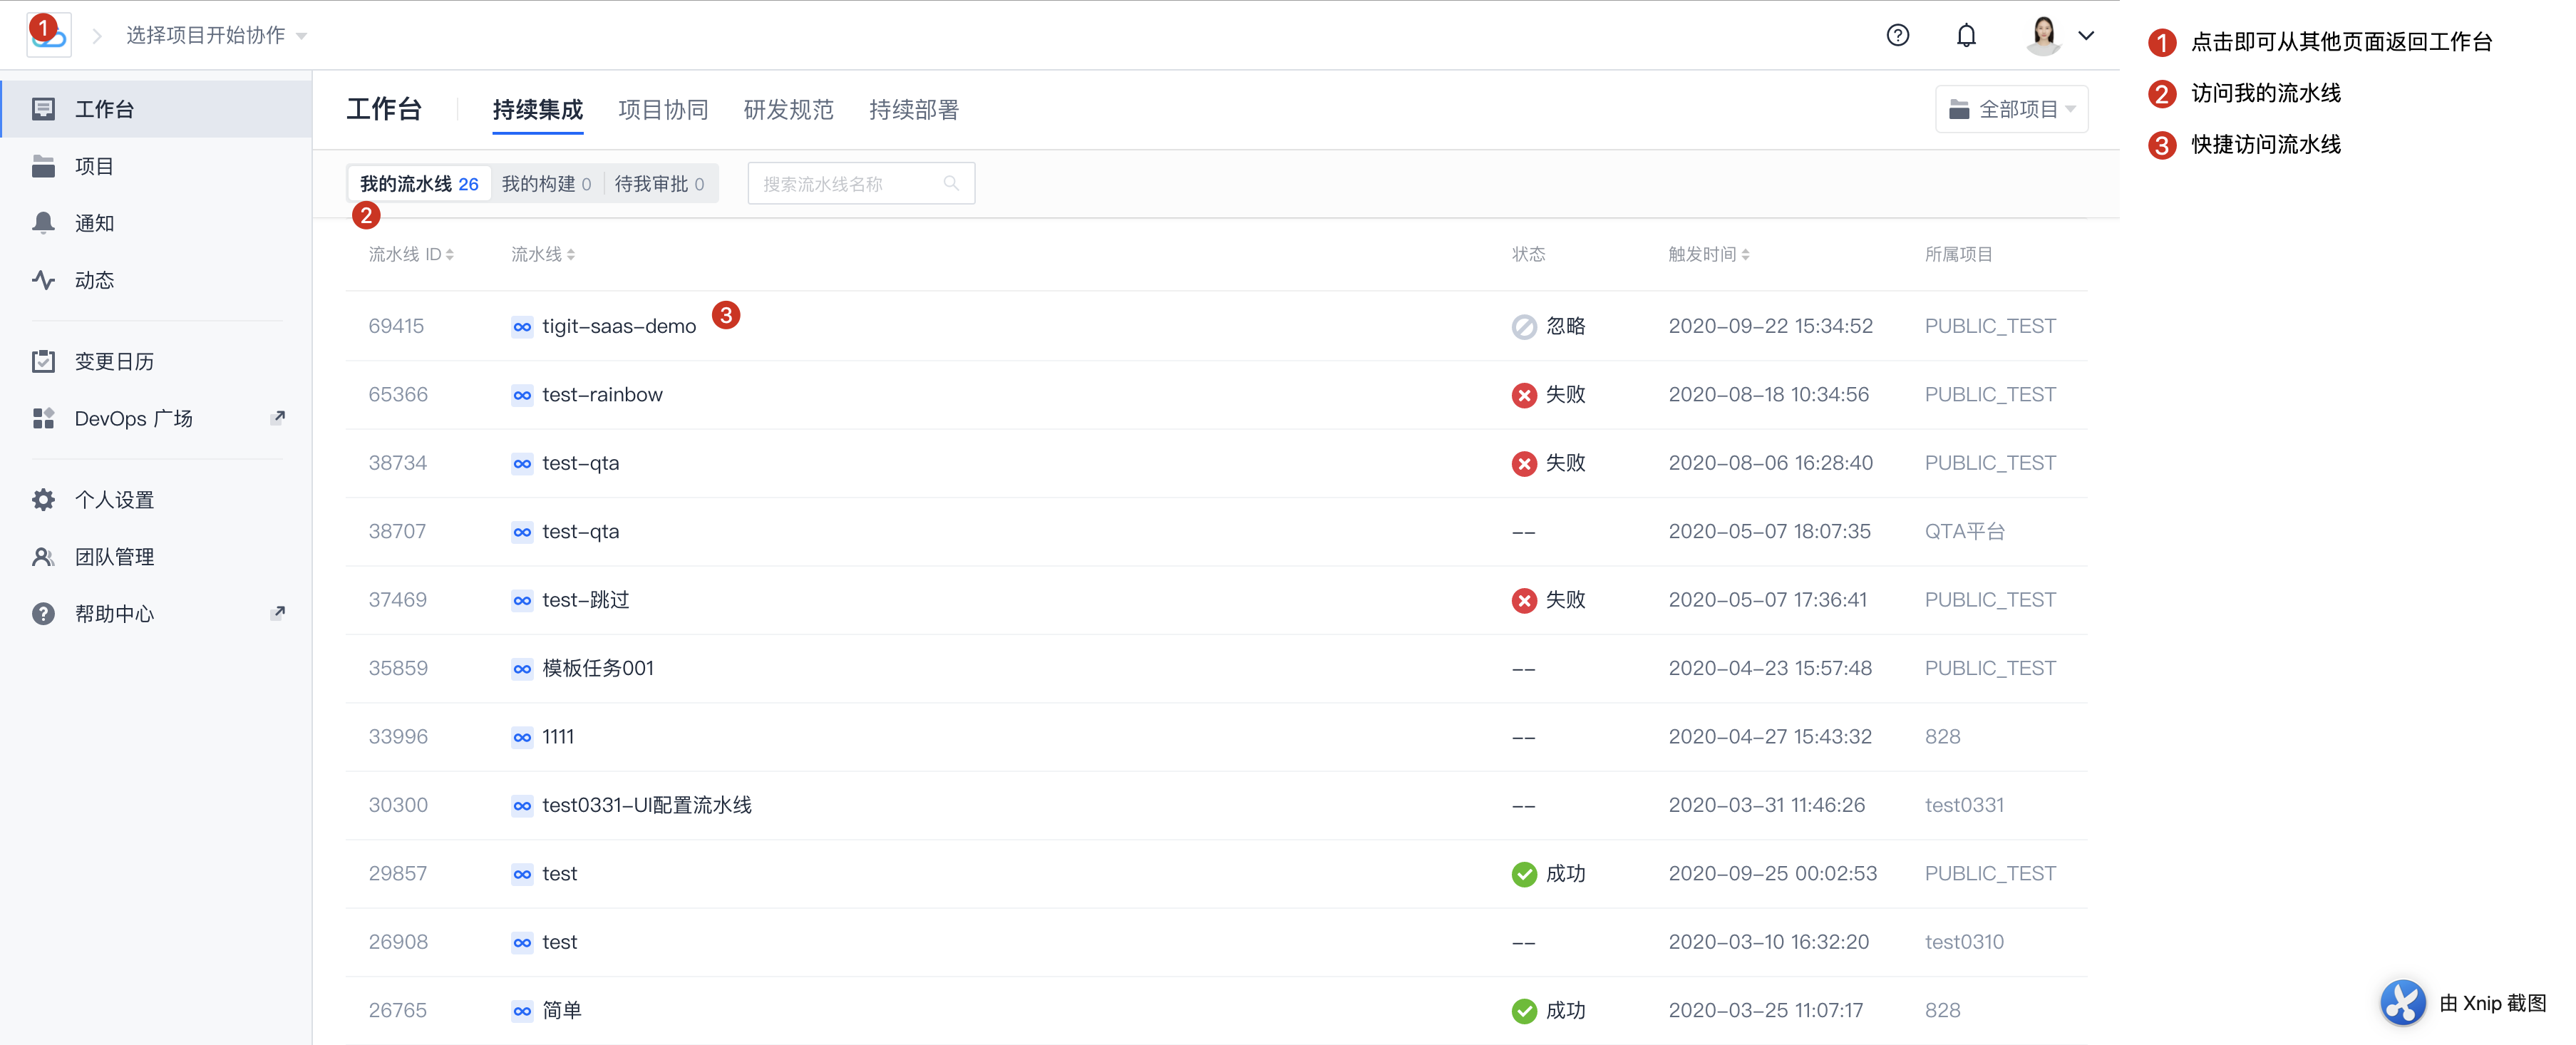 1 选择项目开始协作
工作台
项目
通知
动态
变更日历
DevOps 广场
个人设置
团队管理
帮助中心
工作台 持续集成 项目协同 研发规范 持续部署 全部项目
我的流水线 26 我的构建 0 待我审批 0 搜索流水线名称
2
流水线 ID 流水线 状态 触发时间 所属项目
69415 tigit-saas-demo 3 忽略 2020-09-22 15:34:52 PUBLIC_TEST
65366 test-rainbow 失败 2020-08-18 10:34:56 PUBLIC_TEST
38734 test-qta 失败 2020-08-06 16:28:40 PUBLIC_TEST
38707 test-qta -- 2020-05-07 18:07:35 QTA平台
37469 test-跳过 失败 2020-05-07 17:36:41 PUBLIC_TEST
35859 模板任务001 -- 2020-04-23 15:57:48 PUBLIC_TEST
33996 1111 -- 2020-04-27 15:43:32 828
30300 test0331-UI配置流水线 -- 2020-03-31 11:46:26 test0331
29857 test 成功 2020-09-25 00:02:53 PUBLIC_TEST
26908 test -- 2020-03-10 16:32:20 test0310
26765 简单 成功 2020-03-25 11:07:17 828
1 点击即可从其他页面返回工作台
2 访问我的流水线
3 快捷访问流水线
由 Xnip 截图